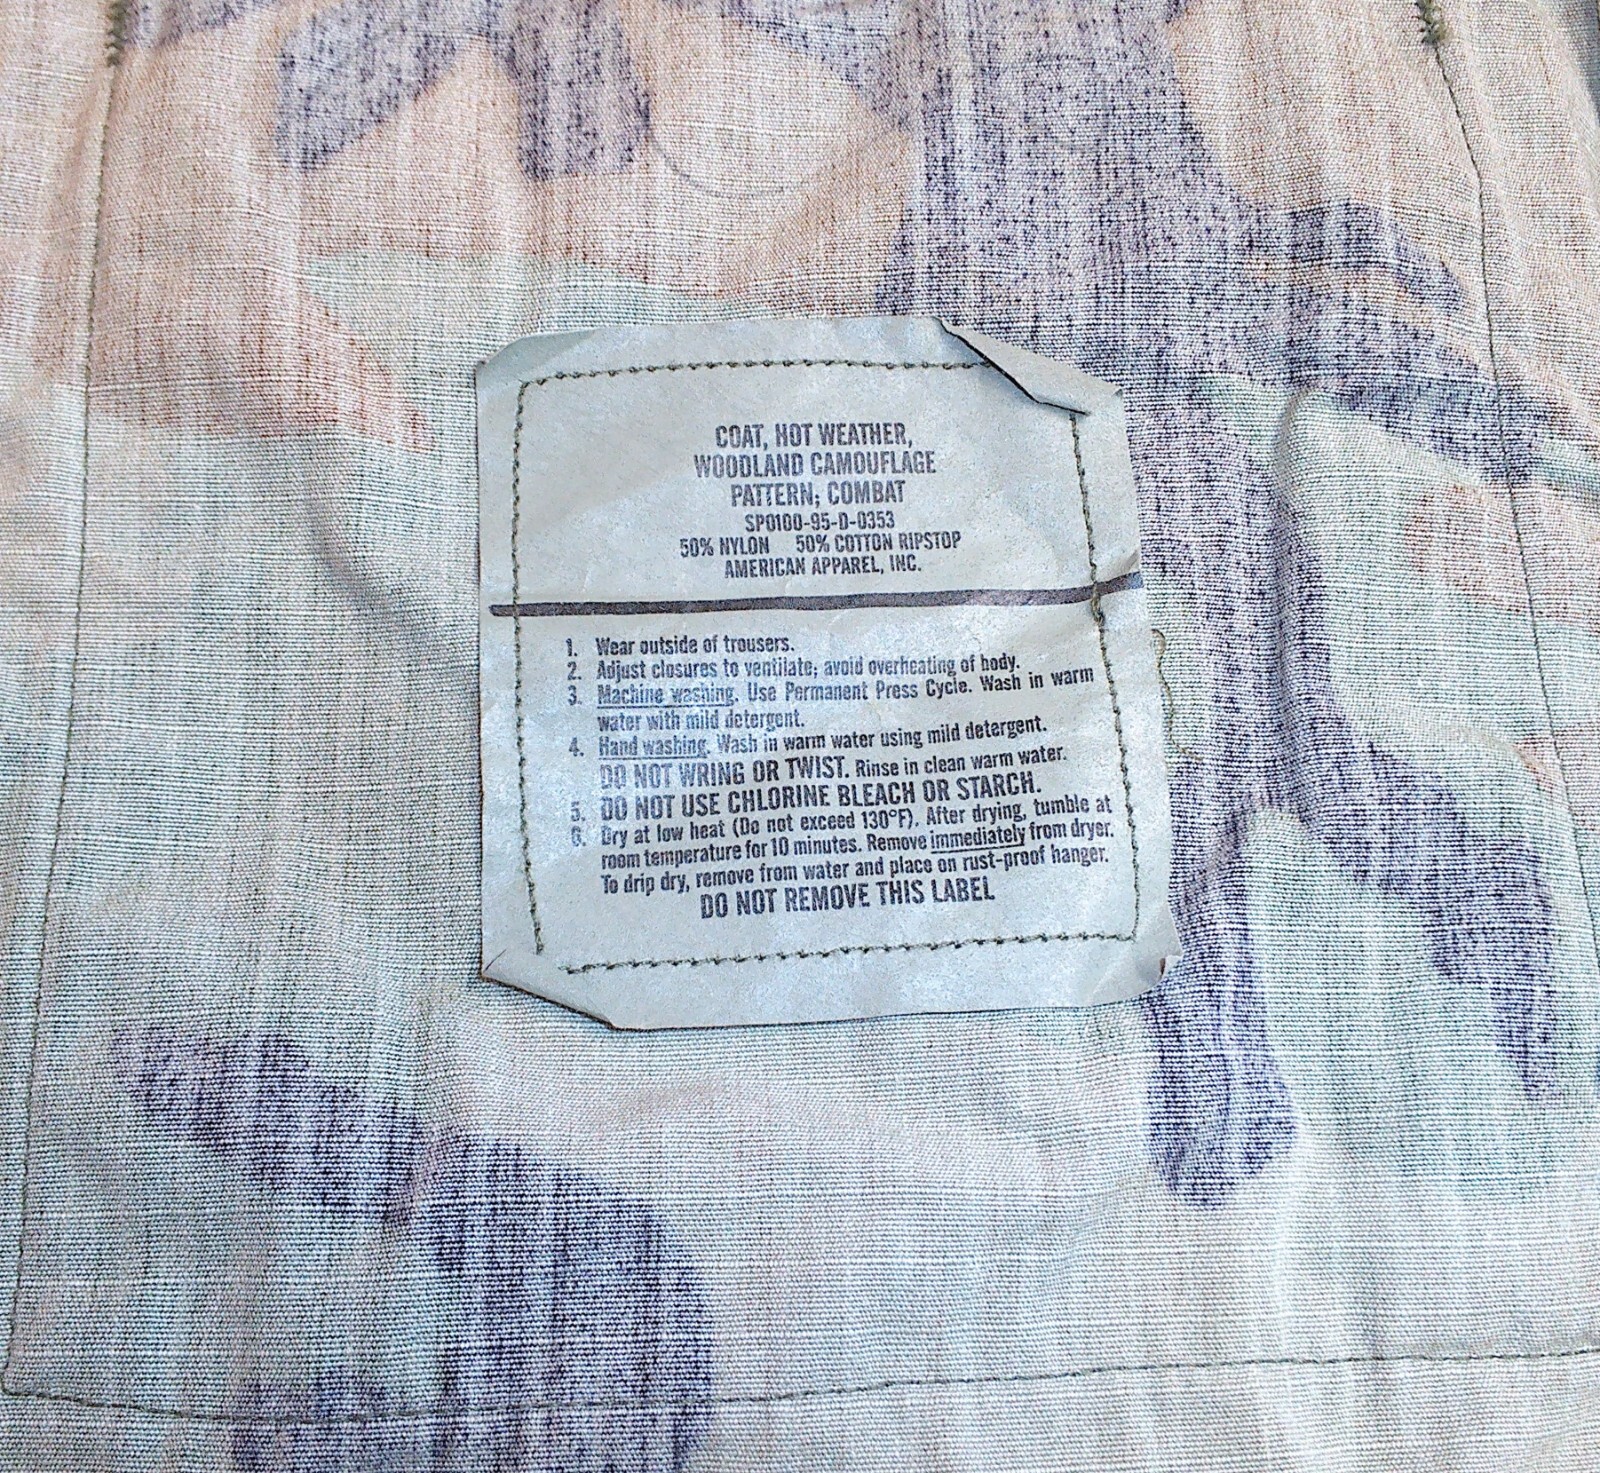 COAT, HOT WEATHER,
WOODLAND CAMOUFLAGE
PATTERN; COMBAT
SP0100-95-D-0353
50% NYLON 50% COTTON RIPSTOP
AMERICAN APPAREL, INC.
1. Wear outside of trousers.
2. Adjust closures to ventilate; avoid overheating of body.
3. Machine washing. Use Permanent Press Cycle. Wash in warm
water with mild detergent.
4. Hand washing. Wash in warm water using mild detergent.
DO NOT WRING OR TWIST. Rinse in clean warm water.
5. DO NOT USE CHLORINE BLEACH OR STARCH.
6. Dry at low heat (Do not exceed 130°F). After drying, tumble at
room temperature for 10 minutes. Remove immediately from dryer.
To drip dry, remove from water and place on rust-proof hanger.
DO NOT REMOVE THIS LABEL